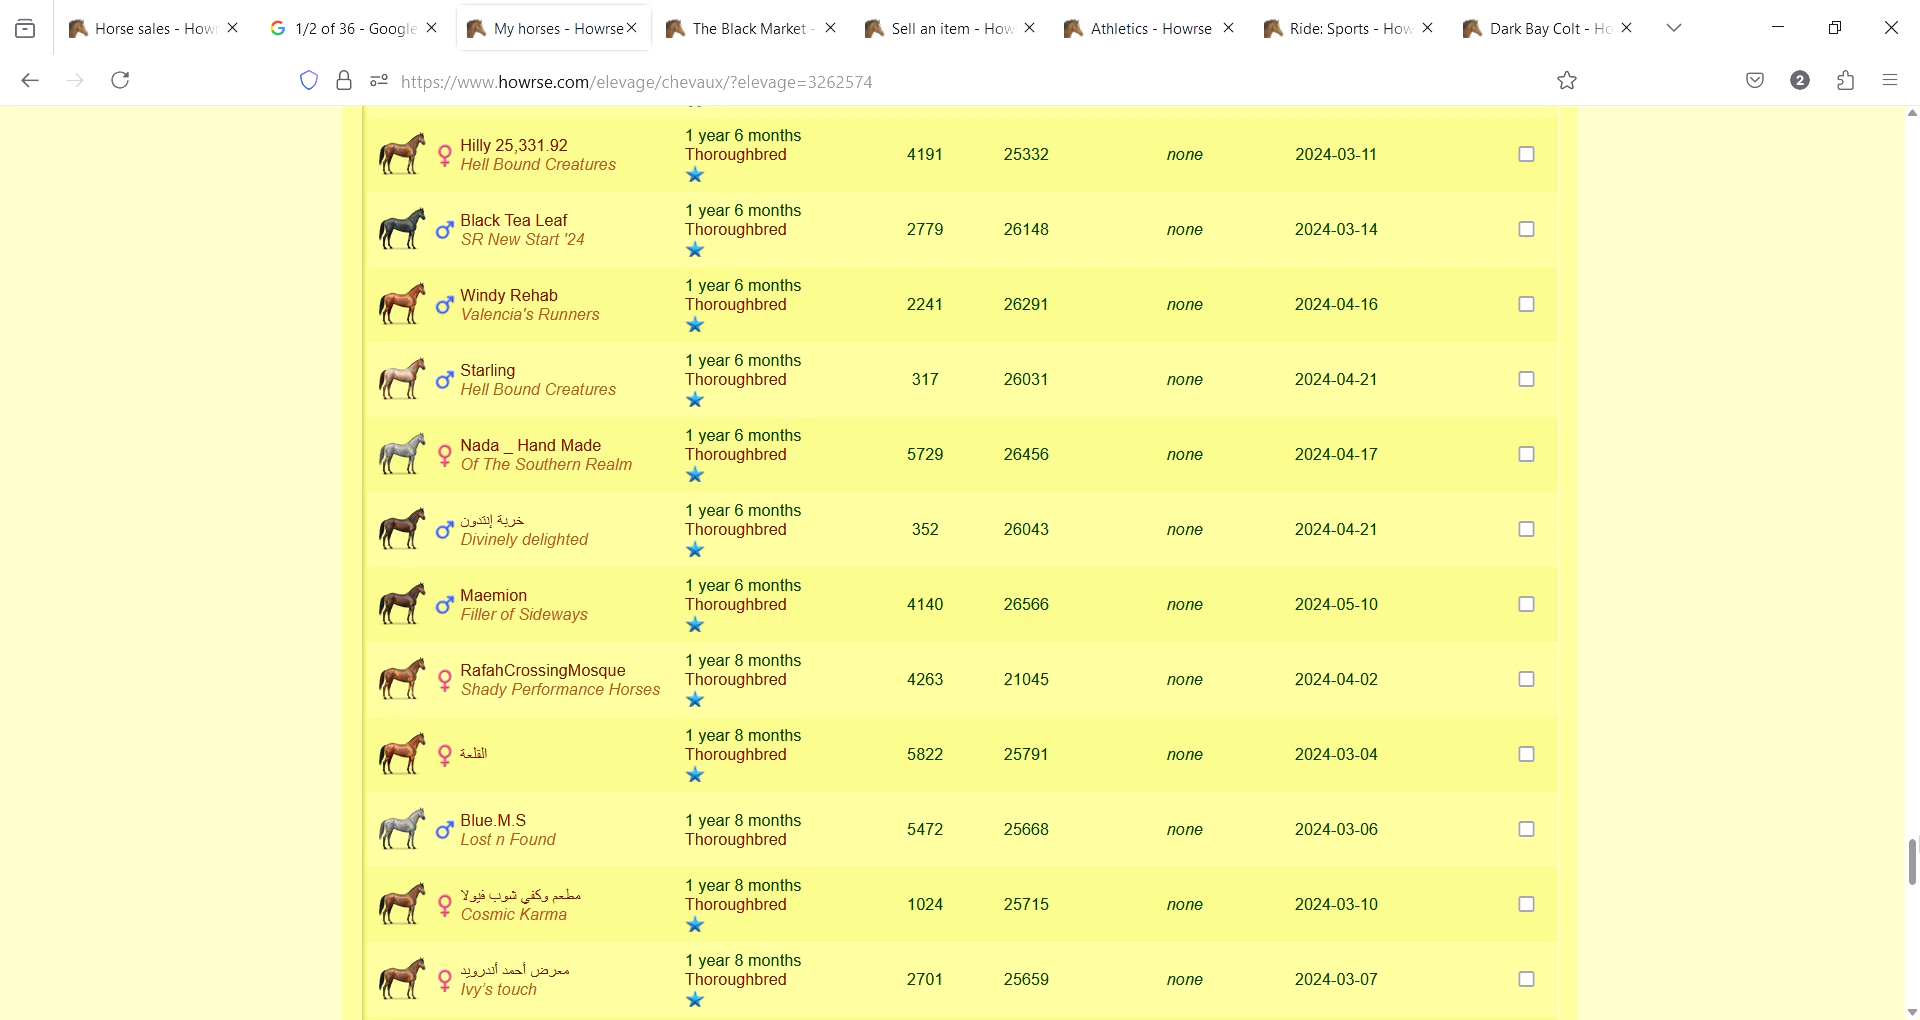 Horse sales - Howr
1/2 of 36 - Google
My horses - Howrse
The Black Market -
Sell an item - How
Athletics - Howrse
Ride: Sports - How
Dark Bay Colt - Ho
https://www.howrse.com/elevage/chevaux/?elevage=3262574
2
Hilly 25,331.92
Hell Bound Creatures
1 year 6 months
Thoroughbred
4191 25332 none 2024-03-11
Black Tea Leaf
SR New Start '24
1 year 6 months
Thoroughbred
2779 26148 none 2024-03-14
Windy Rehab
Valencia's Runners
1 year 6 months
Thoroughbred
2241 26291 none 2024-04-16
Starling
Hell Bound Creatures
1 year 6 months
Thoroughbred
317 26031 none 2024-04-21
Nada _ Hand Made
Of The Southern Realm
1 year 6 months
Thoroughbred
5729 26456 none 2024-04-17
خربة إنتدون
Divinely delighted
1 year 6 months
Thoroughbred
352 26043 none 2024-04-21
Maemion
Filler of Sideways
1 year 6 months
Thoroughbred
4140 26566 none 2024-05-10
RafahCrossingMosque
Shady Performance Horses
1 year 8 months
Thoroughbred
4263 21045 none 2024-04-02
القلعة
1 year 8 months
Thoroughbred
5822 25791 none 2024-03-04
Blue.M.S
Lost n Found
1 year 8 months
Thoroughbred
5472 25668 none 2024-03-06
مطعم وكفي شوب فيولا
Cosmic Karma
1 year 8 months
Thoroughbred
1024 25715 none 2024-03-10
معرض أحمد أندرويد
Ivy's touch
1 year 8 months
Thoroughbred
2701 25659 none 2024-03-07